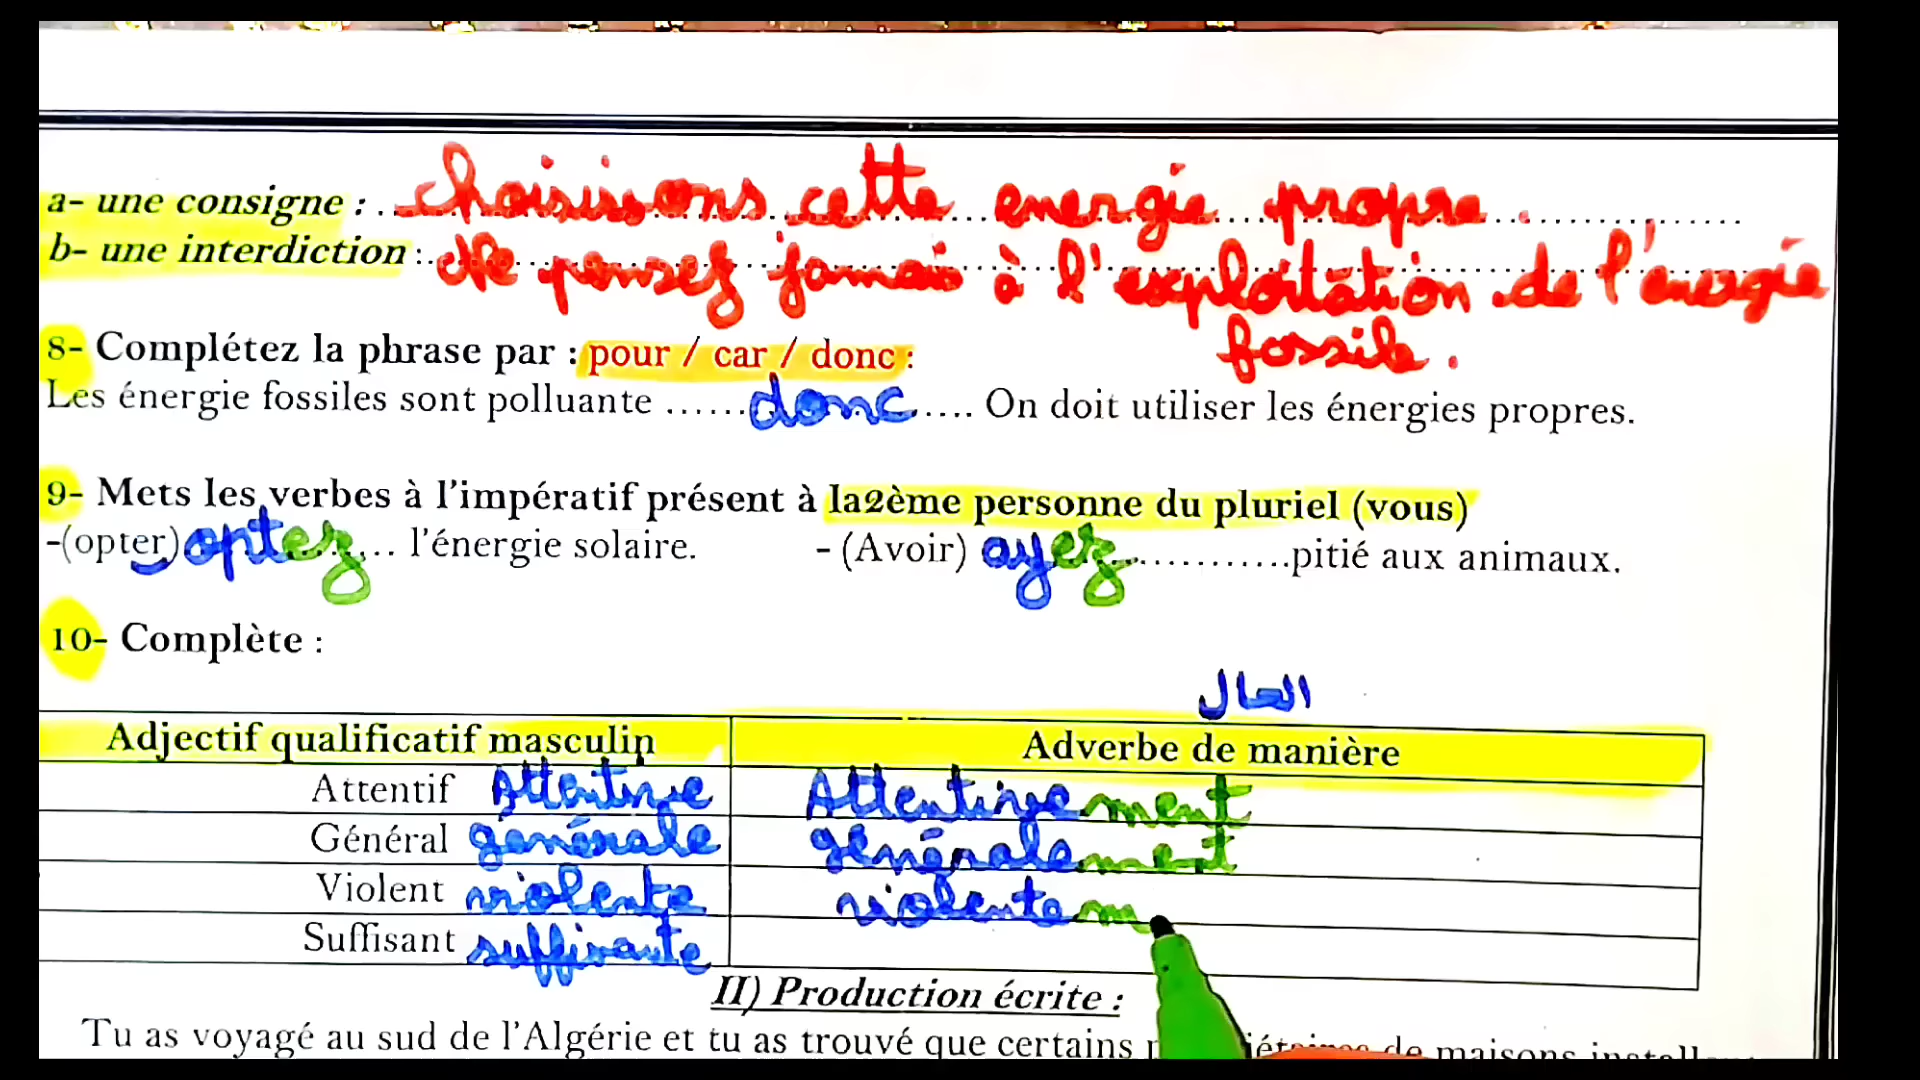 a- une consigne : ...choisissons cette energie propre.............
b- une interdiction :..Ne pensez jamais à l'exploitation de l'énergie
fossile.
8- Complétez la phrase par : pour / car / donc :
Les énergie fossiles sont polluante ......donc..... On doit utiliser les énergies propres.
9- Mets les verbes à l'impératif présent à la2ème personne du pluriel (vous)
-(opter) optez...... l'énergie solaire. - (Avoir) ayez............pitié aux animaux.
10- Complète :
الحال
Adjectif qualificatif masculin Adverbe de manière
Attentif Attentive Attentivement
Général générale généralement
Violent violente violentem
Suffisant suffisante
II) Production écrite :
Tu as voyagé au sud de l'Algérie et tu as trouvé que certains de maisons install